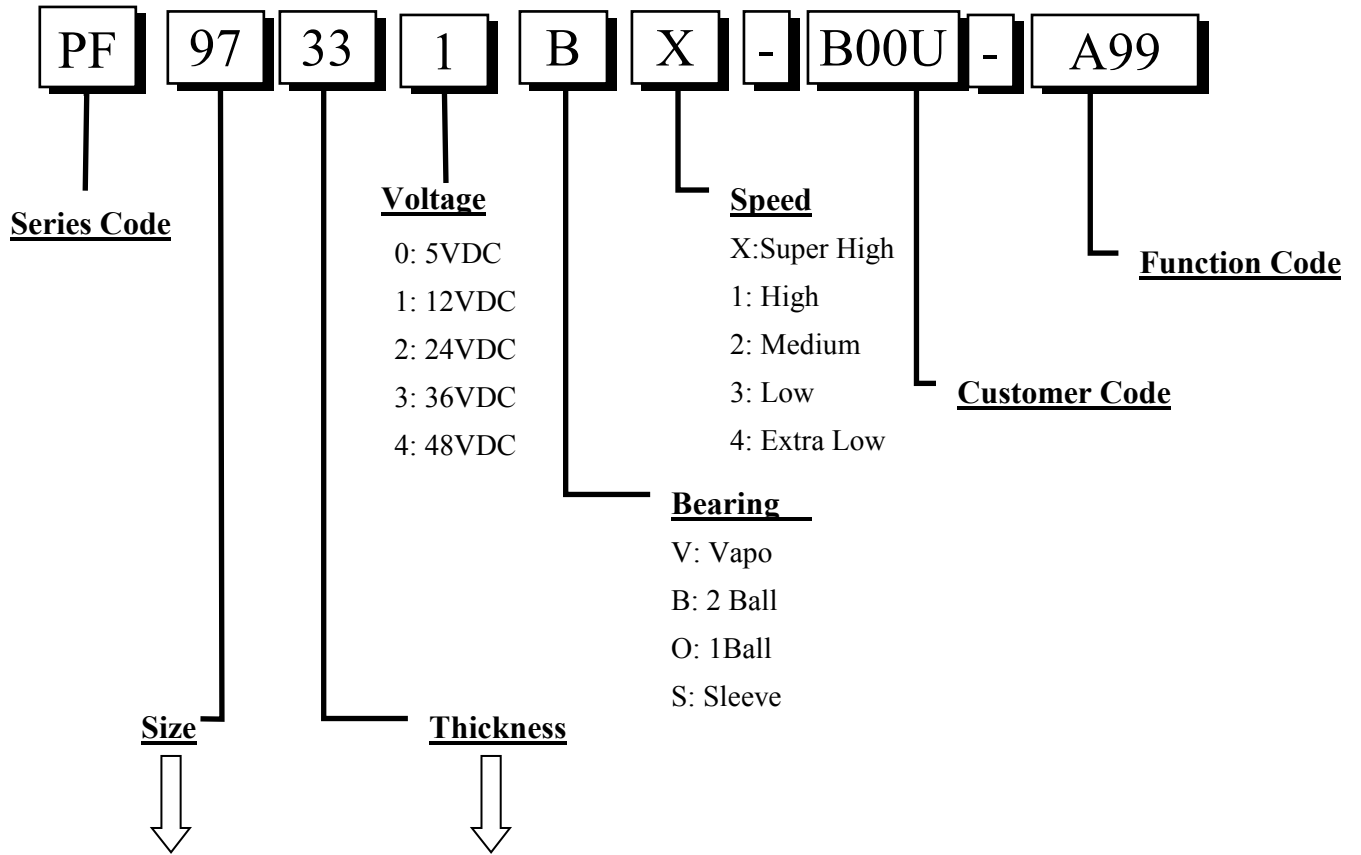 PF 97 33 1 B X - B00U - A99
Series Code
Voltage
0: 5VDC
1: 12VDC
2: 24VDC
3: 36VDC
4: 48VDC
Speed
X:Super High
1: High
2: Medium
3: Low
4: Extra Low
Function Code
Customer Code
Bearing
V: Vapo
B: 2 Ball
O: 1Ball
S: Sleeve
Size
Thickness